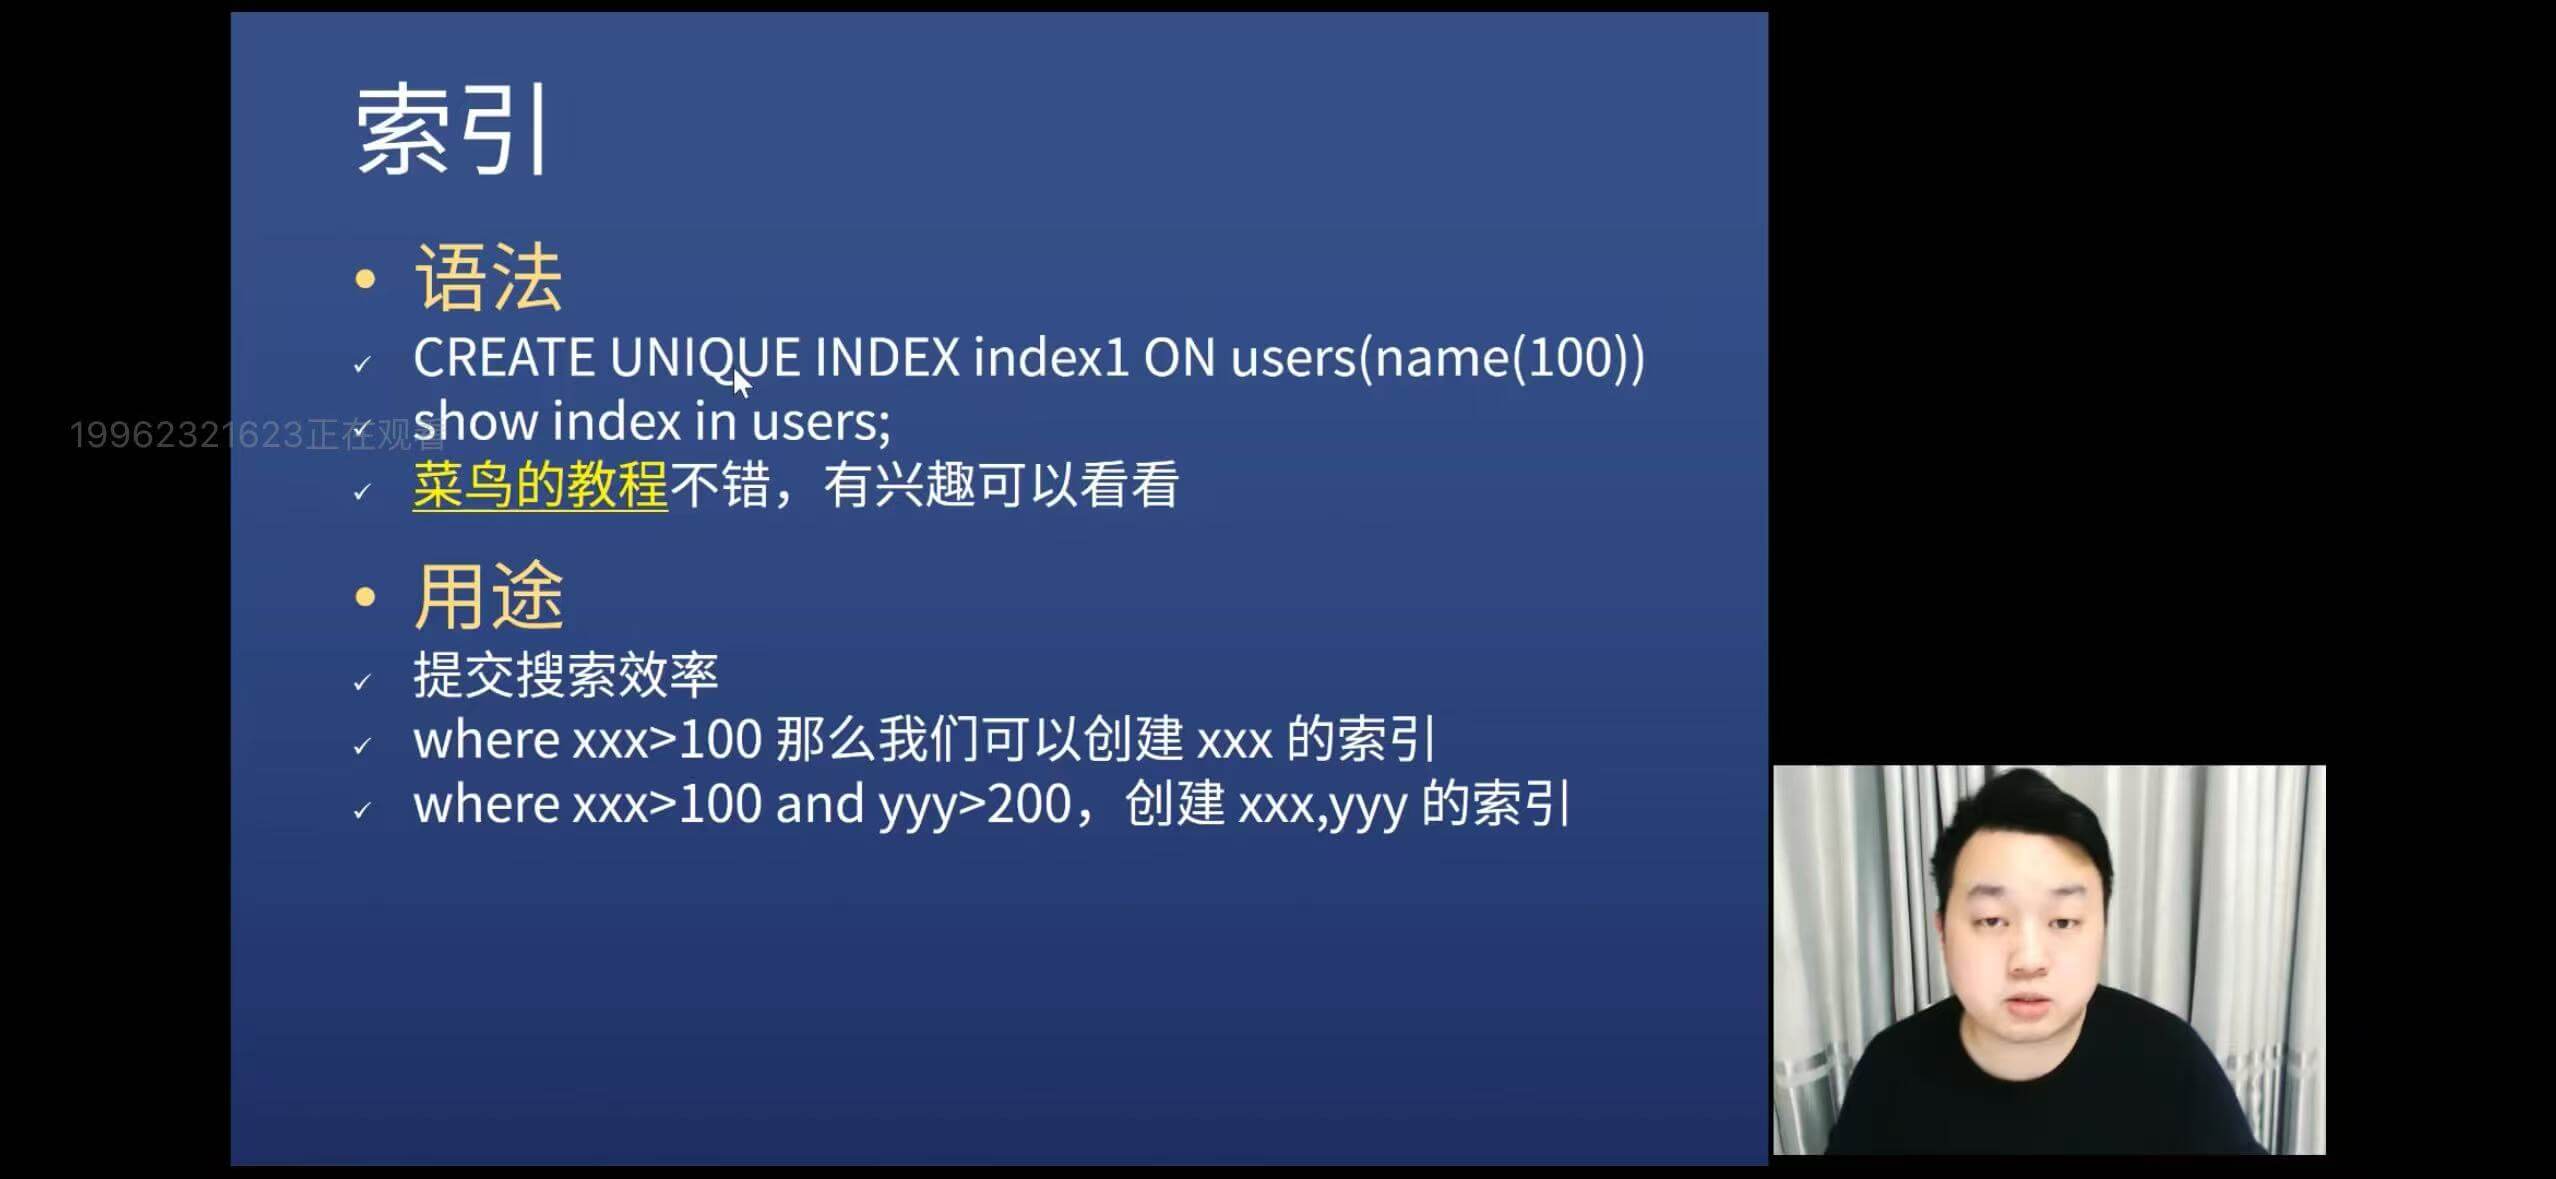 索引
• 语法
✓ CREATE UNIQUE INDEX index1 ON users(name(100))
✓ show index in users;
19962321623正在观看
✓ 菜鸟的教程不错，有兴趣可以看看
• 用途
✓ 提交搜索效率
✓ where xxx>100 那么我们可以创建 xxx 的索引
✓ where xxx>100 and yyy>200，创建 xxx,yyy 的索引